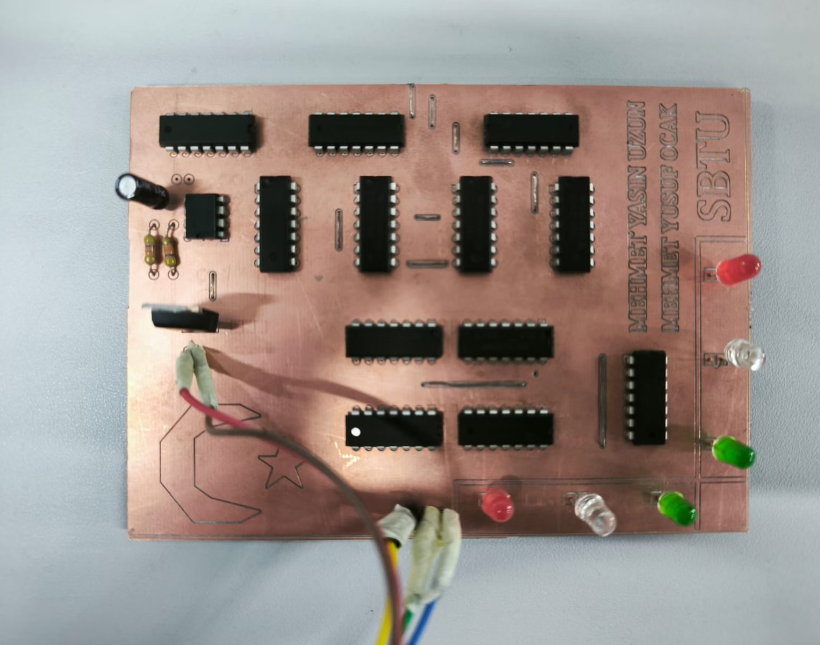 MEHMET YASIN UZUN
MEHMET YUSUF OCAK
SBTU